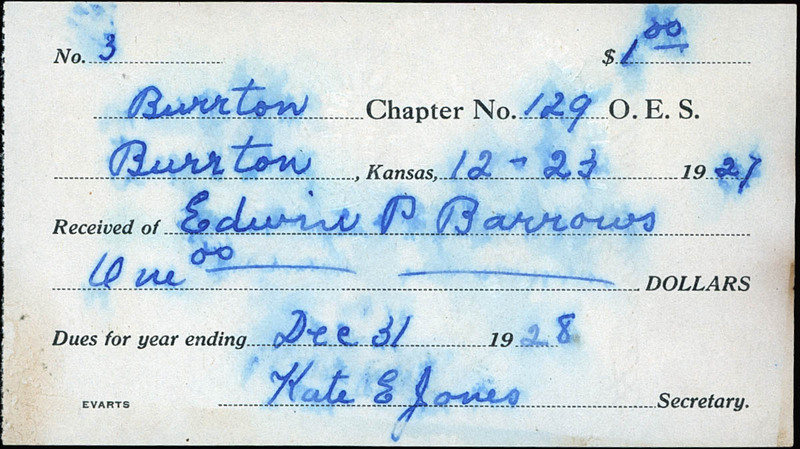 No. 3 $1 00
Burrton Chapter No. 129 O. E. S.
Burrton, Kansas, 12 - 23 1927
Received of Edwin P Barrows
One 00 DOLLARS
Dues for year ending Dec 31 1928
Kate E Jones Secretary.
EVARTS